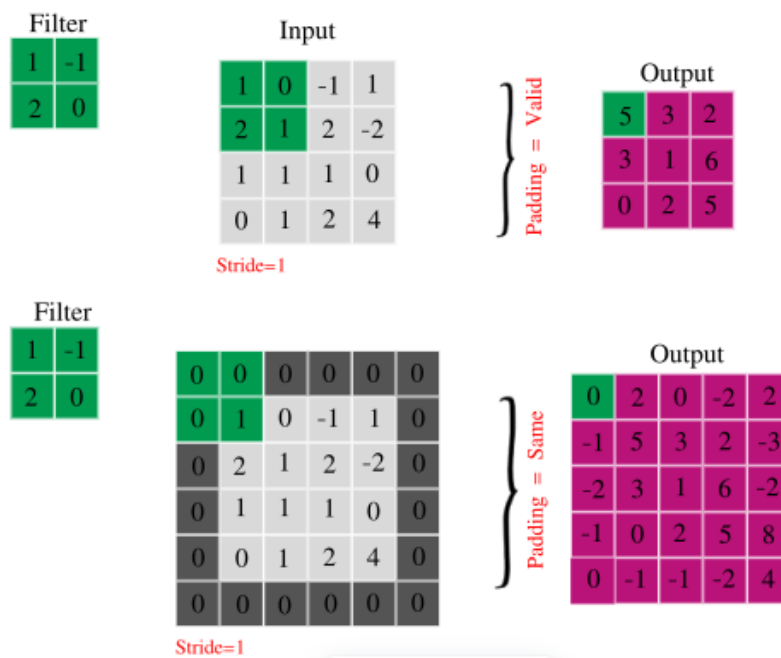 Filter
1 -1
2 0
Input
1 0 -1 1
2 1 2 -2
1 1 1 0
0 1 2 4
Stride=1
Padding = Valid
Output
5 3 2
3 1 6
0 2 5
Filter
1 -1
2 0
0 0 0 0 0 0
0 1 0 -1 1 0
0 2 1 2 -2 0
0 1 1 1 0 0
0 0 1 2 4 0
0 0 0 0 0 0
Stride=1
Padding = Same
Output
0 2 0 -2 2
-1 5 3 2 -3
-2 3 1 6 -2
-1 0 2 5 8
0 -1 -1 -2 4